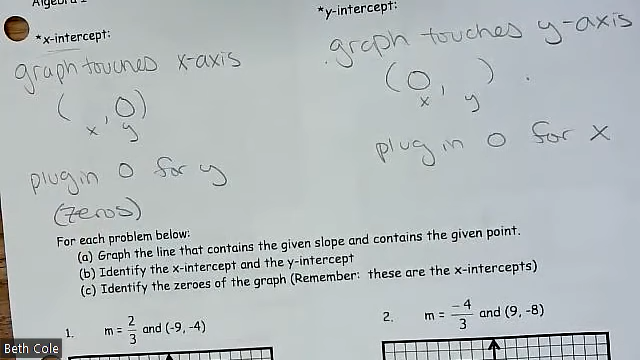 Algebra 1
*x-intercept:
graph touches x-axis
( , 0)
x y
plug in 0 for y
(zeros)
*y-intercept:
graph touches y-axis
(0, )
x y
plug in 0 for x
For each problem below:
(a) Graph the line that contains the given slope and contains the given point.
(b) Identify the x-intercept and the y-intercept
(c) Identify the zeroes of the graph (Remember: these are the x-intercepts)
1. m = 2/3 and (-9, -4)
2. m = -4/3 and (9, -8)
Beth Cole